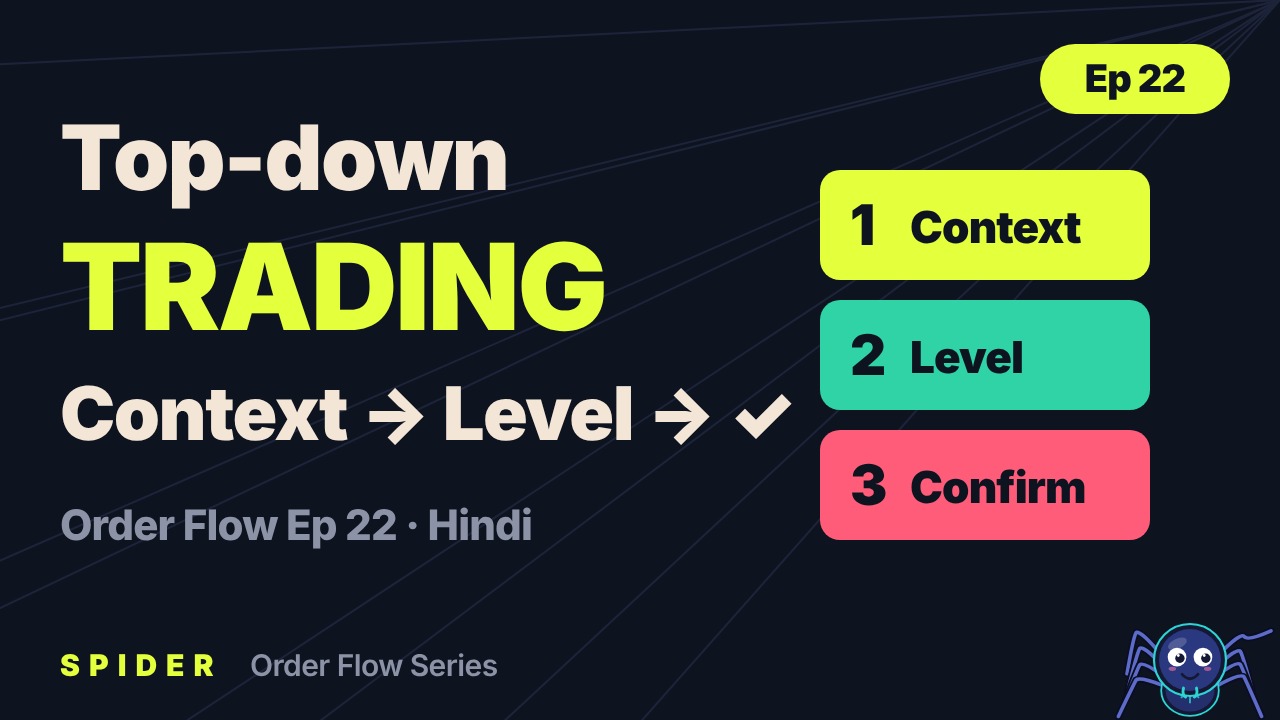 Ep 22
Top-down
TRADING
Context → Level → ✓
Order Flow Ep 22 · Hindi
1 Context
2 Level
3 Confirm
SPIDER Order Flow Series